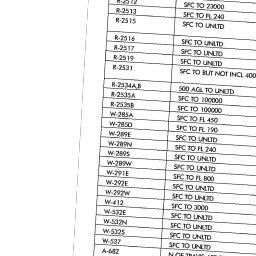 R-2512 SFC TO 23000
R-2513 SFC TO FL 240
R-2515 SFC TO UNLTD
R-2516 SFC TO UNLTD
R-2517 SFC TO UNLTD
R-2519 SFC TO UNLTD
R-2531 SFC TO BUT NOT INCL 400
R-2534A,B 500 AGL TO UNLTD
R-2535A SFC TO 100000
R-2535B SFC TO 100000
W-285A SFC TO FL 450
W-285D SFC TO FL 190
W-289E SFC TO UNLTD
W-289N SFC TO FL 240
W-289S SFC TO UNLTD
W-289W SFC TO UNLTD
W-291E SFC TO FL 800
W-292E SFC TO UNLTD
W-292W SFC TO UNLTD
W-412 SFC TO 3000
W-532E SFC TO UNLTD
W-532N SFC TO UNLTD
W-532S SFC TO UNLTD
W-537 SFC TO UNLTD
A-682